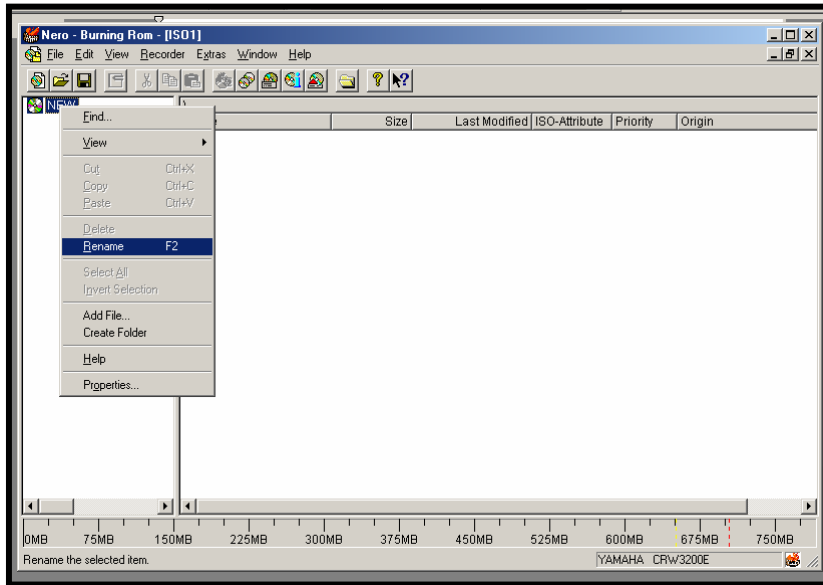 Nero - Burning Rom - [ISO1]
File Edit View Recorder Extras Window Help
NEW
Size Last Modified ISO-Attribute Priority Origin
Find...
View
Cut Ctrl+X
Copy Ctrl+C
Paste Ctrl+V
Delete
Rename F2
Select All
Invert Selection
Add File...
Create Folder
Help
Properties...
0MB 75MB 150MB 225MB 300MB 375MB 450MB 525MB 600MB 675MB 750MB
Rename the selected item. YAMAHA CRW3200E